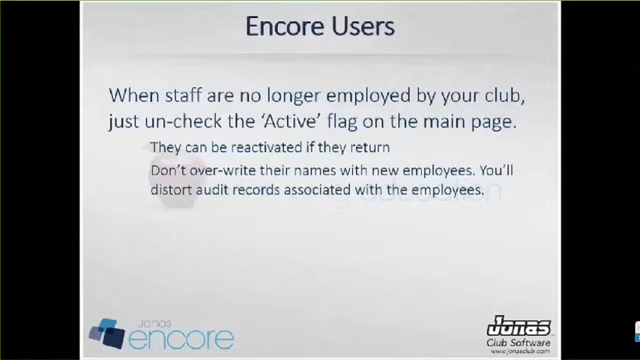 Encore Users
When staff are no longer employed by your club,
just un-check the ‘Active’ flag on the main page.
They can be reactivated if they return
Don’t over-write their names with new employees. You’ll
distort audit records associated with the employees.
education
Jonas
encore
Jonas
Club Software
www.jonasclub.com